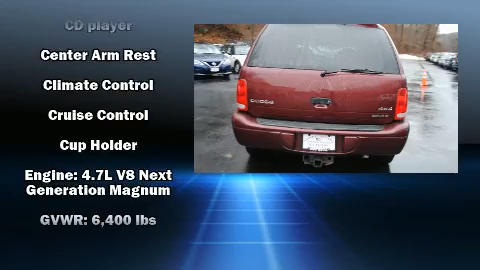 CD player
Center Arm Rest
Climate Control
Cruise Control
Cup Holder
Engine: 4.7L V8 Next
Generation Magnum
GVWR: 6,400 lbs
DODGE
4x4